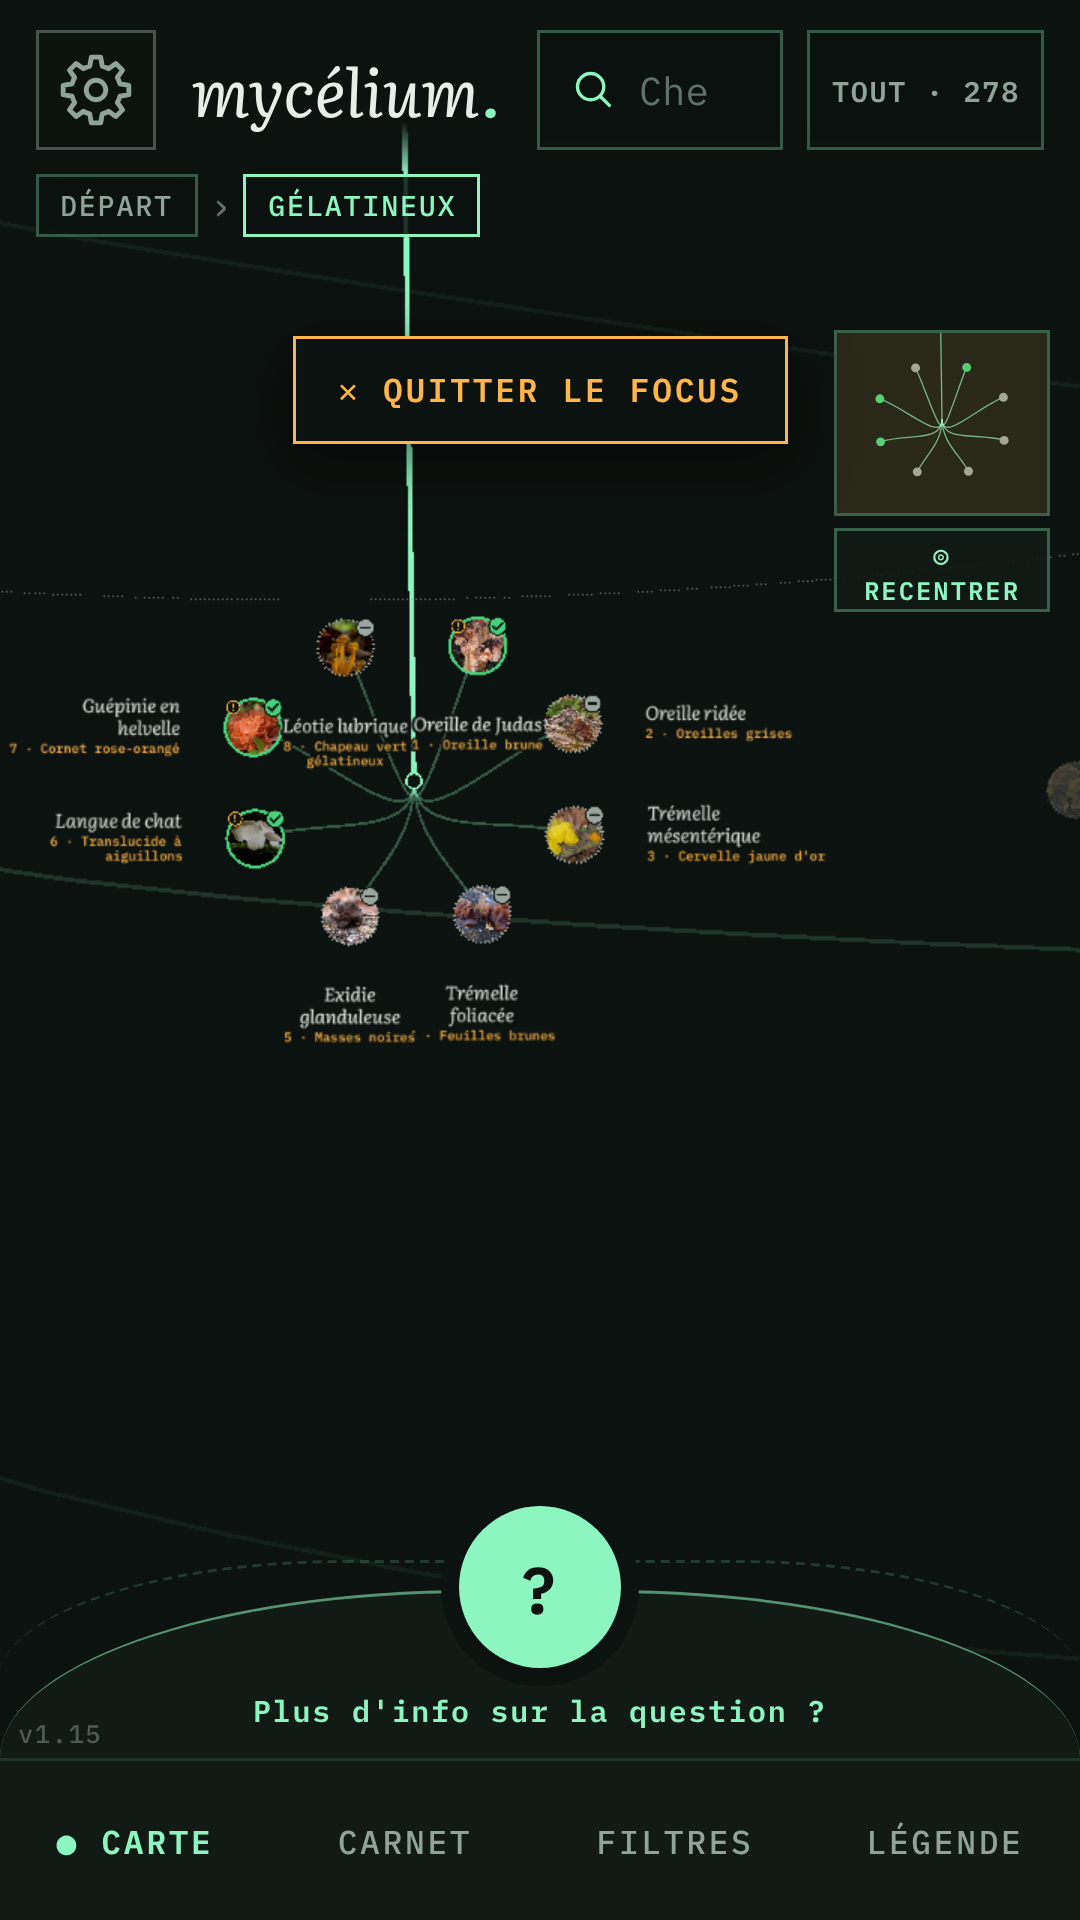 mycélium.
Che
TOUT · 278
DÉPART › GÉLATINEUX
× QUITTER LE FOCUS
◎
RECENTRER
Guépinie en
helvelle
7 · Cornet rose-orangé
Léotie lubrique
8 · Chapeau vert
gélatineux
Oreille de Judas
1 · Oreille brune
Oreille ridée
2 · Oreilles grises
Langue de chat
6 · Translucide à
aiguillons
Trémelle
mésentérique
3 · Cervelle jaune d'or
Exidie
glanduleuse
5 · Masses noires
Trémelle
foliacée
· Feuilles brunes
?
Plus d'info sur la question ?
v1.15
● CARTE
CARNET
FILTRES
LÉGENDE